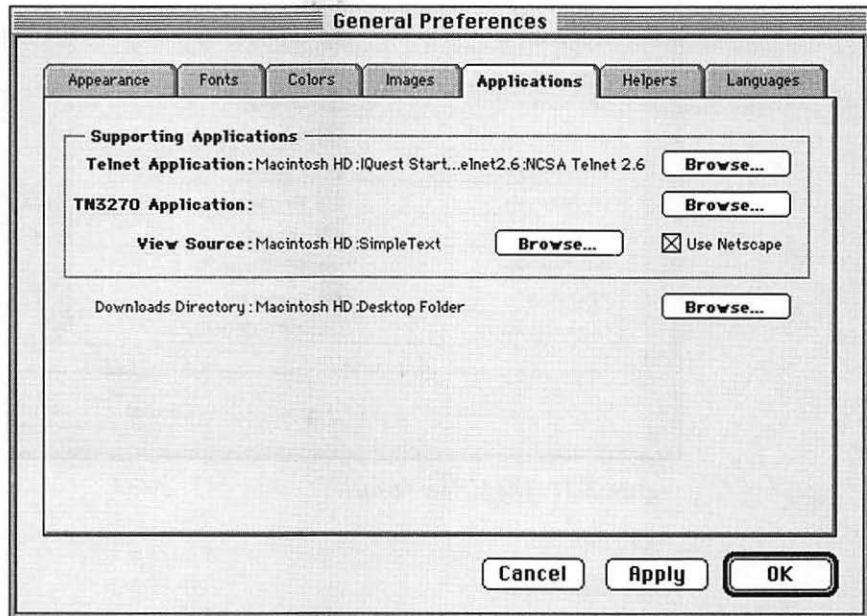 General Preferences
Appearance Fonts Colors Images Applications Helpers Languages
Supporting Applications
Telnet Application: Macintosh HD:IQuest Start...elnet2.6:NCSA Telnet 2.6 Browse...
TN3270 Application: Browse...
View Source: Macintosh HD:SimpleText Browse... Use Netscape
Downloads Directory: Macintosh HD:Desktop Folder Browse...
Cancel Apply OK